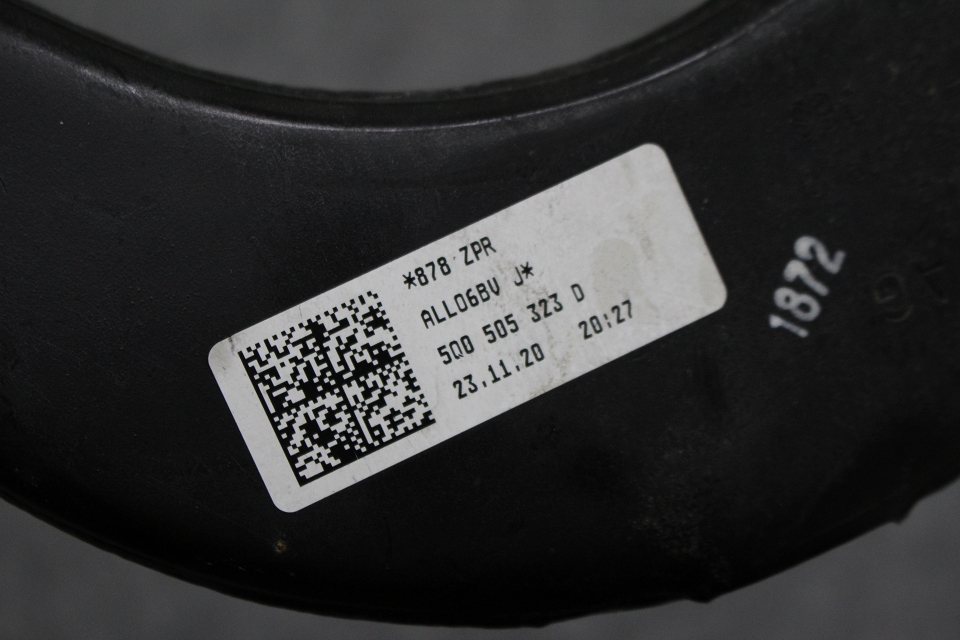 *878 ZPR
ALL06BV J*
5Q0 505 323 D
23.11.20 20:27
1872